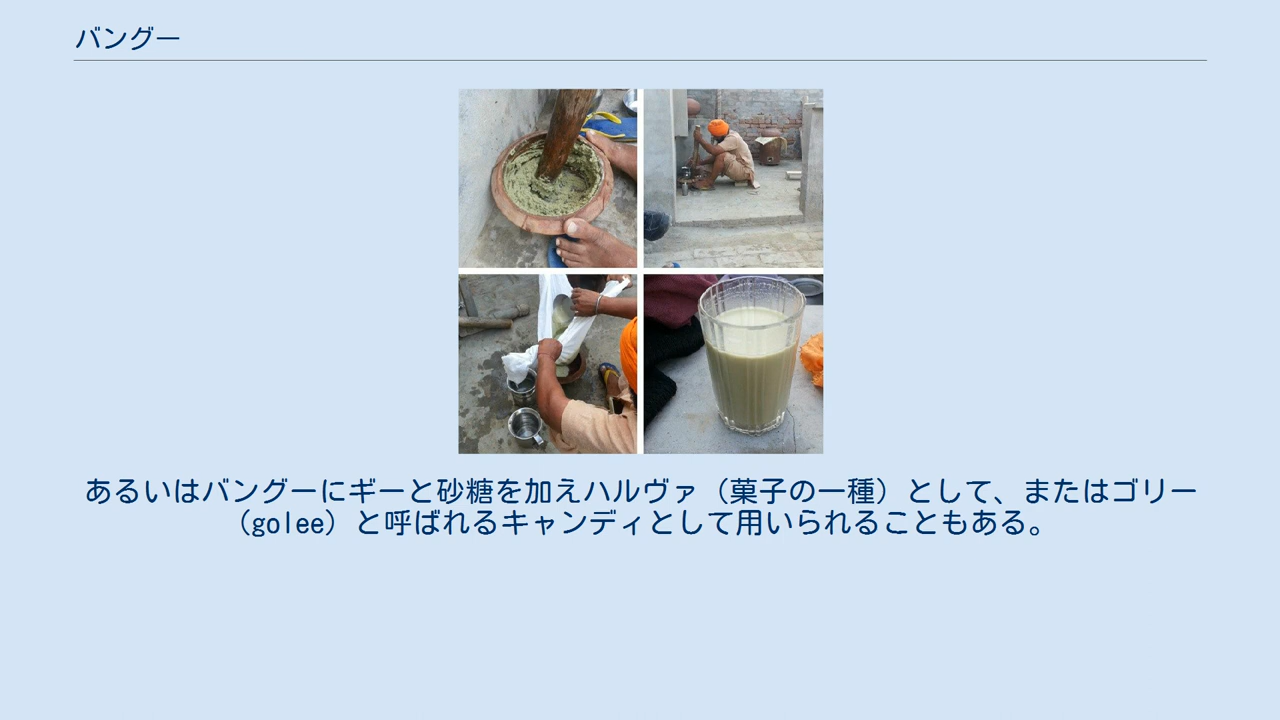 バングー
あるいはバングーにギーと砂糖を加えハルヴァ（菓子の一種）として、またはゴリー
（golee）と呼ばれるキャンディとして用いられることもある。